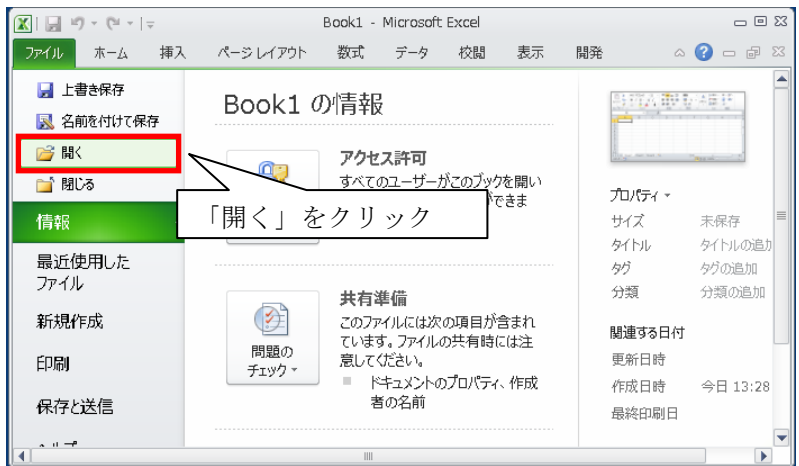 Book1 - Microsoft Excel
ファイル ホーム 挿入 ページ レイアウト 数式 データ 校閲 表示 開発
上書き保存
名前を付けて保存
開く
閉じる
情報
最近使用した
ファイル
新規作成
印刷
保存と送信
ヘルプ
「開く」をクリック
Book1 の情報
アクセス許可
すべてのユーザーがこのブックを開い
できま
共有準備
このファイルには次の項目が含まれ
ています。ファイルの共有時には注
意してください。
ドキュメントのプロパティ、作成
者の名前
問題の
チェック
プロパティ
サイズ 未保存
タイトル タイトルの追加
タグ タグの追加
分類 分類の追加
関連する日付
更新日時
作成日時 今日 13:28
最終印刷日